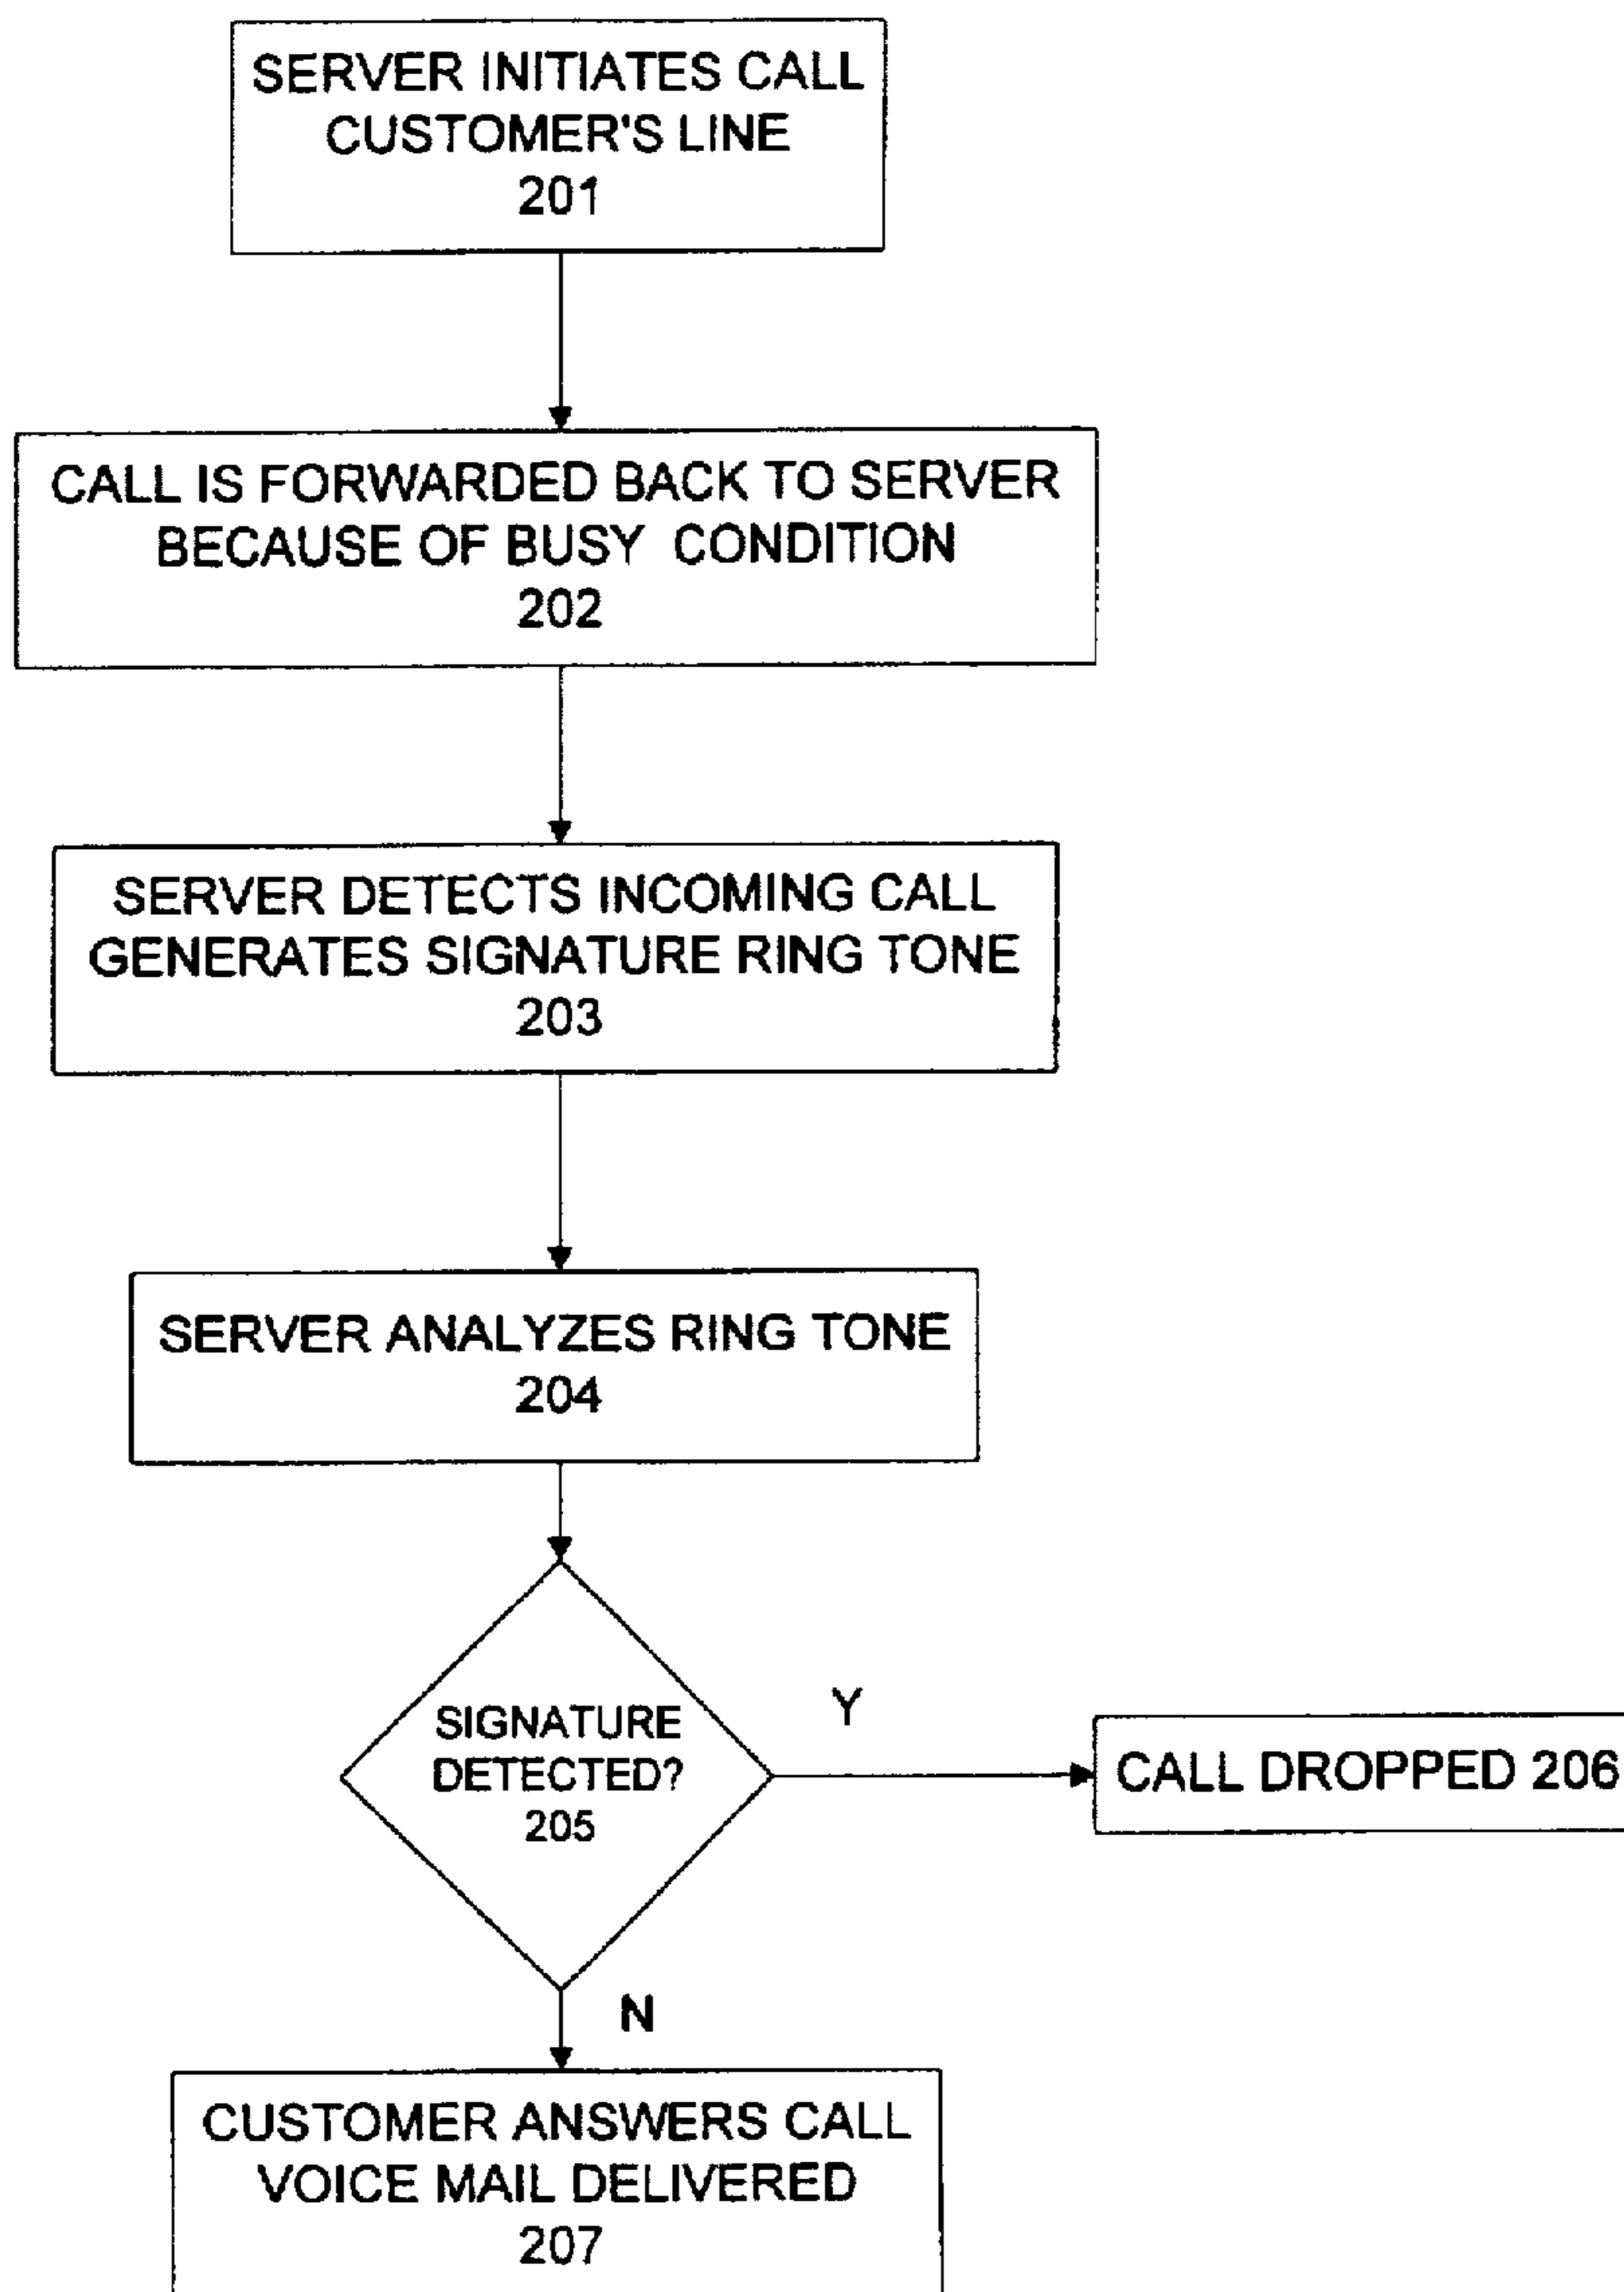 SERVER INITIATES CALL
CUSTOMER'S LINE
201
CALL IS FORWARDED BACK TO SERVER
BECAUSE OF BUSY CONDITION
202
SERVER DETECTS INCOMING CALL
GENERATES SIGNATURE RING TONE
203
SERVER ANALYZES RING TONE
204
SIGNATURE
DETECTED?
205
Y
CALL DROPPED 206
N
CUSTOMER ANSWERS CALL
VOICE MAIL DELIVERED
207